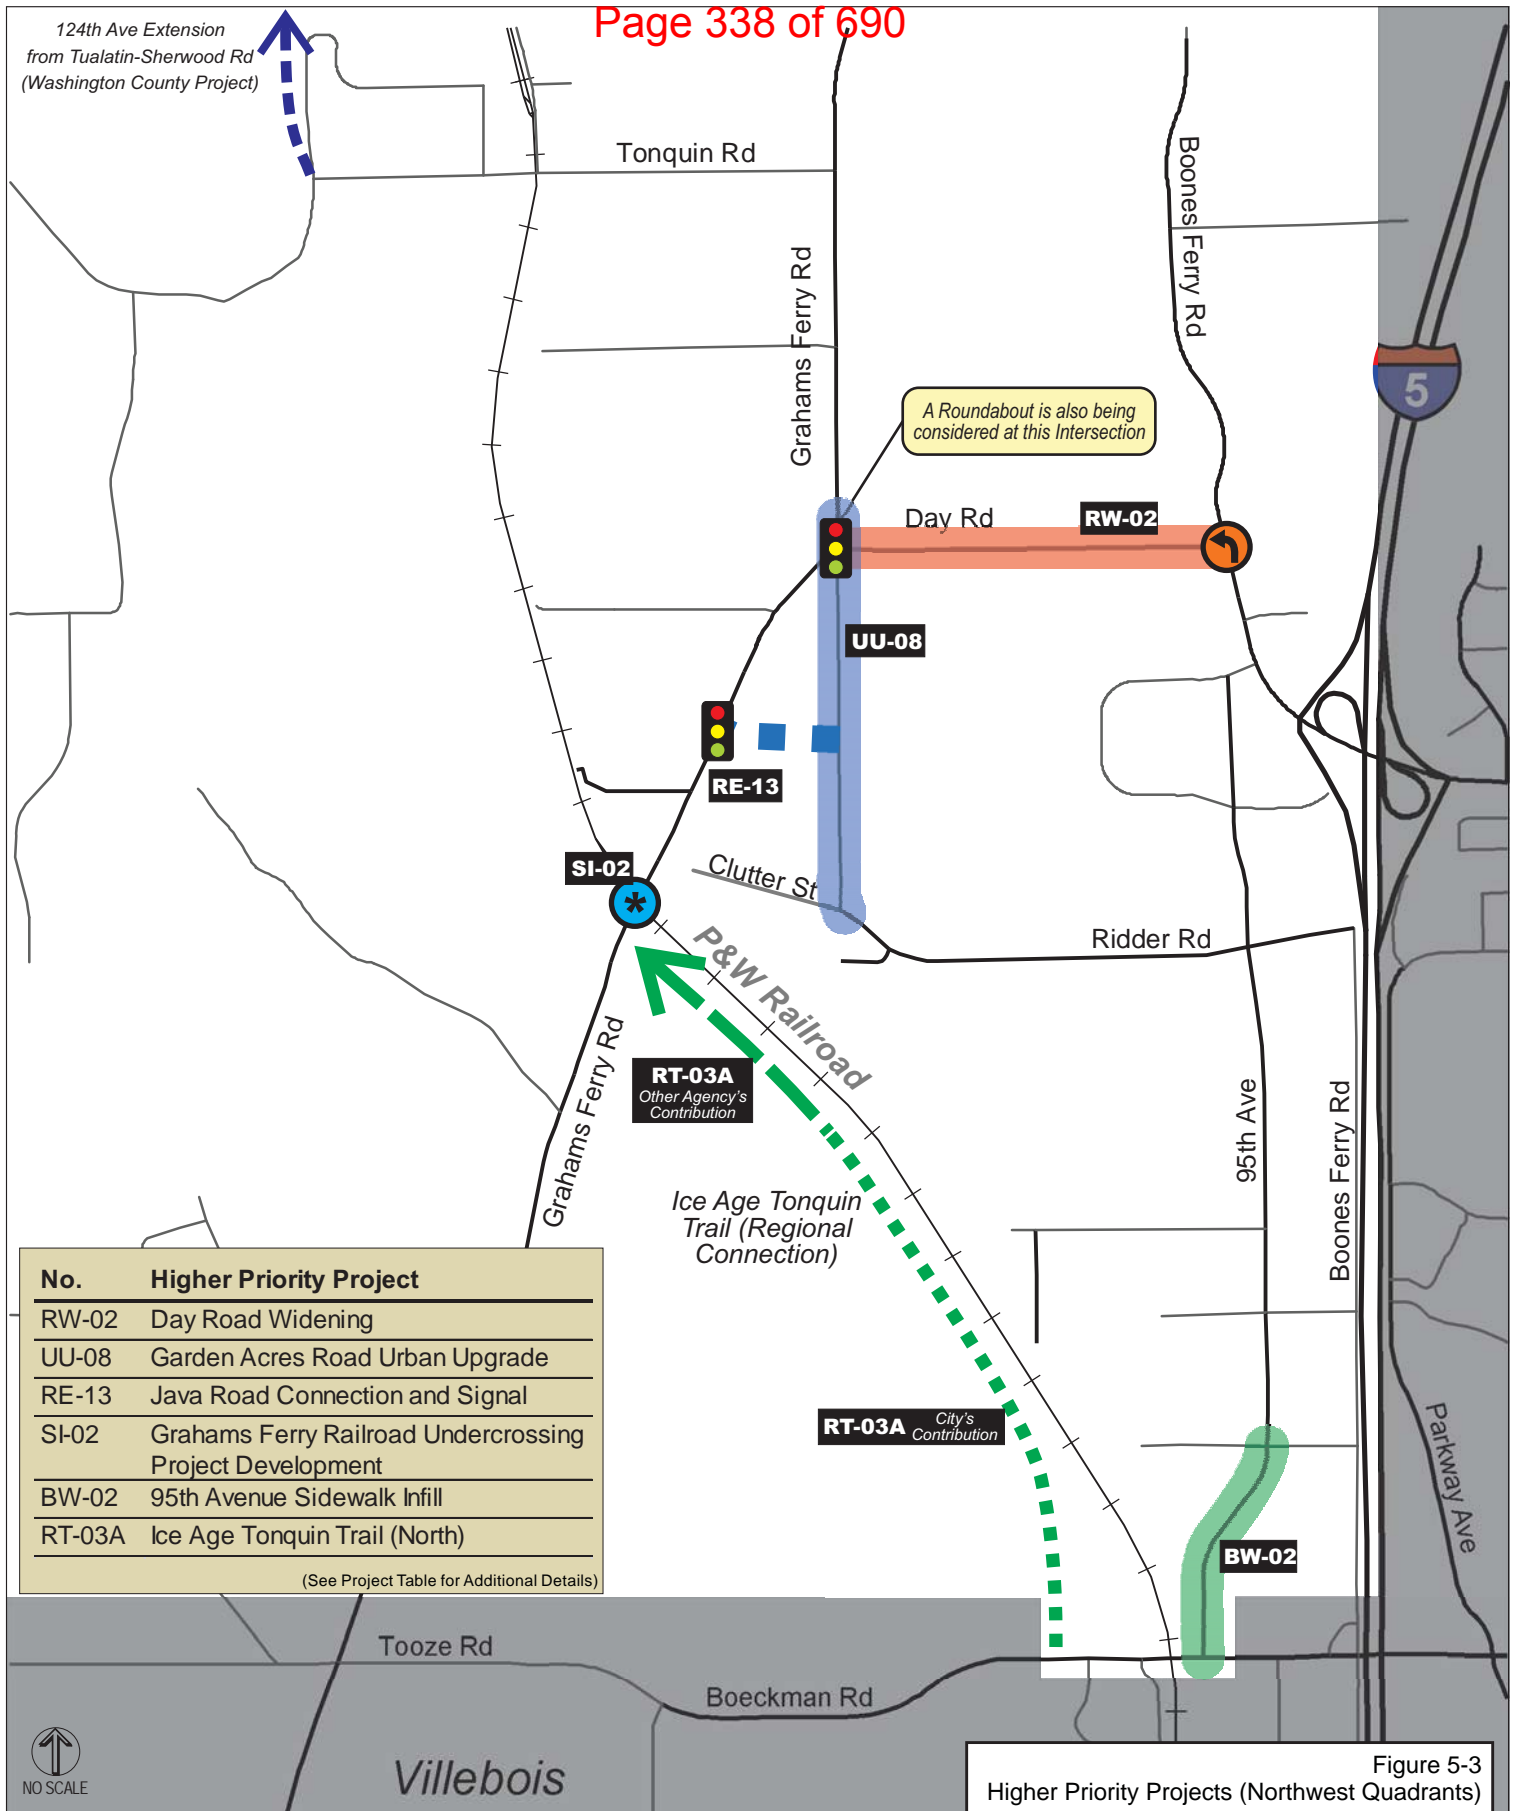 Page 338 of 690
124th Ave Extension
from Tualatin-Sherwood Rd
(Washington County Project)
Tonquin Rd
Boones Ferry Rd
Grahams Ferry Rd
5
A Roundabout is also being
considered at this Intersection
Day Rd
RW-02
UU-08
RE-13
SI-02
*
Clutter St
P&W Railroad
Ridder Rd
Grahams Ferry Rd
RT-03A
Other Agency's
Contribution
95th Ave
Boones Ferry Rd
Ice Age Tonquin
Trail (Regional
Connection)
No. Higher Priority Project
RW-02 Day Road Widening
UU-08 Garden Acres Road Urban Upgrade
RE-13 Java Road Connection and Signal
SI-02 Grahams Ferry Railroad Undercrossing
Project Development
BW-02 95th Avenue Sidewalk Infill
RT-03A Ice Age Tonquin Trail (North)
(See Project Table for Additional Details)
RT-03A City's
Contribution
Parkway Ave
BW-02
Tooze Rd
Boeckman Rd
Villebois
NO SCALE
Figure 5-3
Higher Priority Projects (Northwest Quadrants)